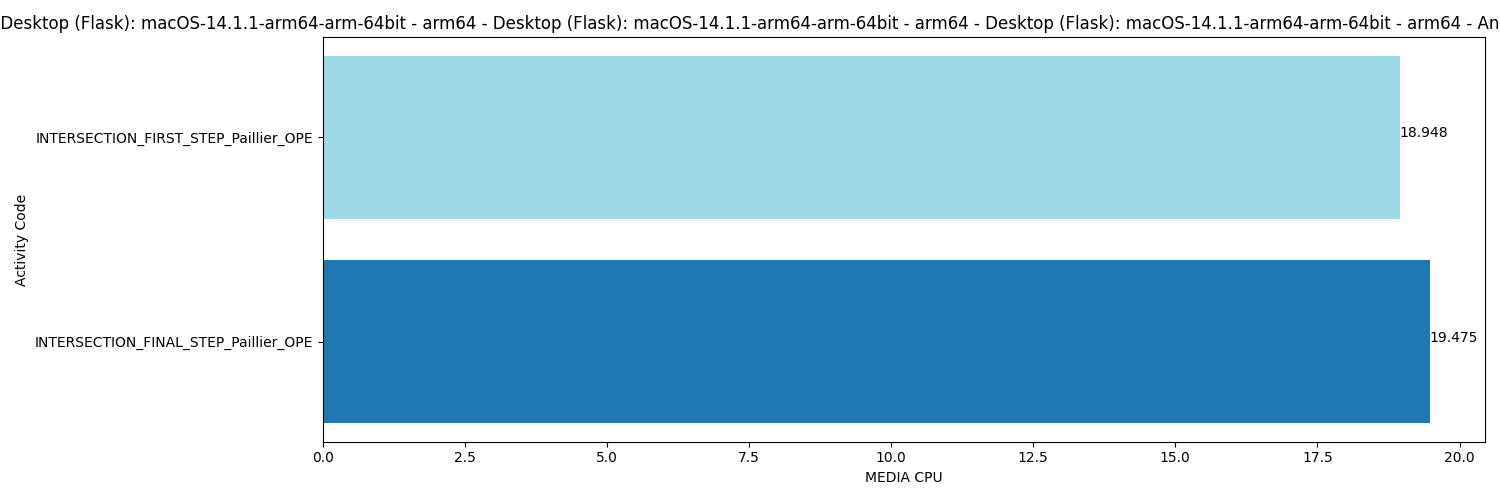 Desktop (Flask): macOS-14.1.1-arm64-arm-64bit - arm64 - Desktop (Flask): macOS-14.1.1-arm64-arm-64bit - arm64 - Desktop (Flask): macOS-14.1.1-arm64-arm-64bit - arm64 - An
INTERSECTION_FIRST_STEP_Paillier_OPE
18.948
Activity Code
INTERSECTION_FINAL_STEP_Paillier_OPE
19.475
0.0 2.5 5.0 7.5 10.0 12.5 15.0 17.5 20.0
MEDIA CPU